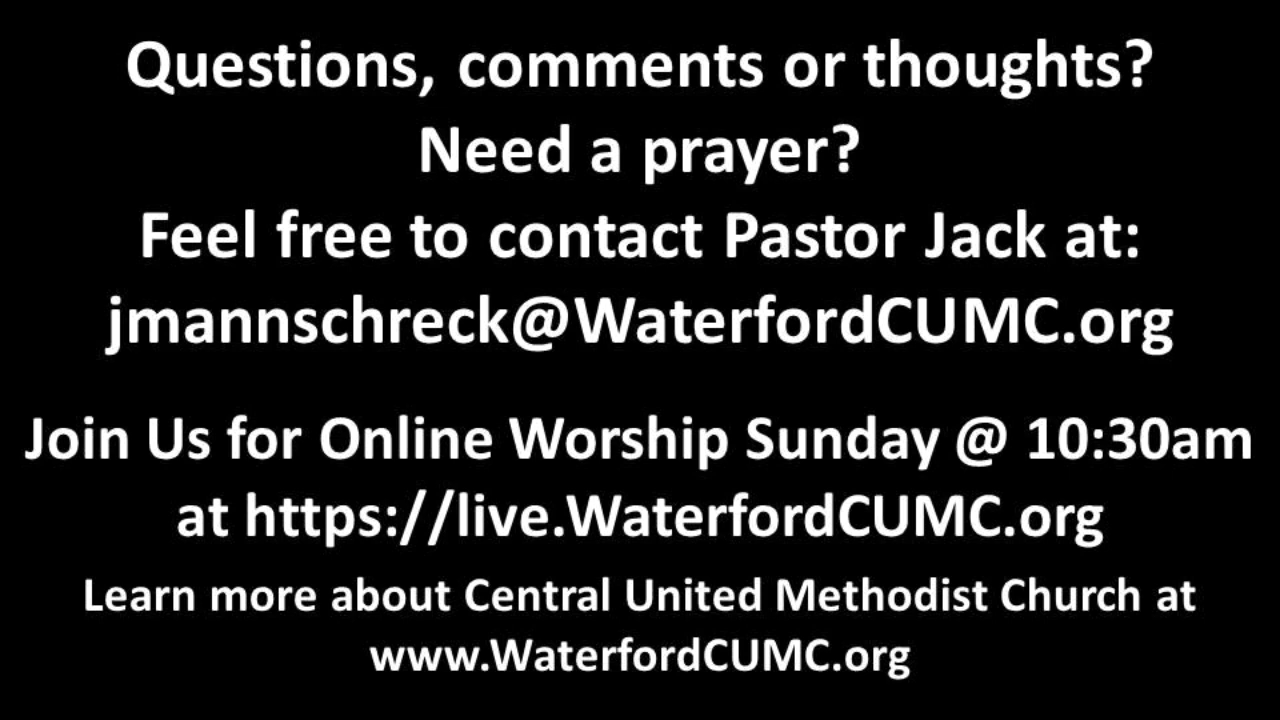 Questions, comments or thoughts?
Need a prayer?
Feel free to contact Pastor Jack at:
jmannschreck@WaterfordCUMC.org
Join Us for Online Worship Sunday @ 10:30am
at https://live.WaterfordCUMC.org
Learn more about Central United Methodist Church at
www.WaterfordCUMC.org